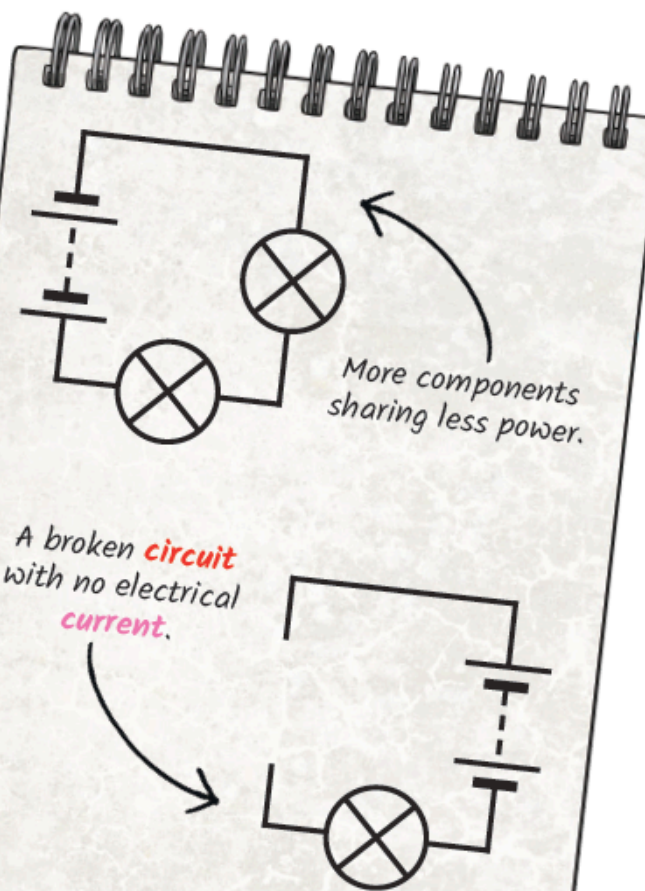 More components
sharing less power.
A broken circuit
with no electrical
current.